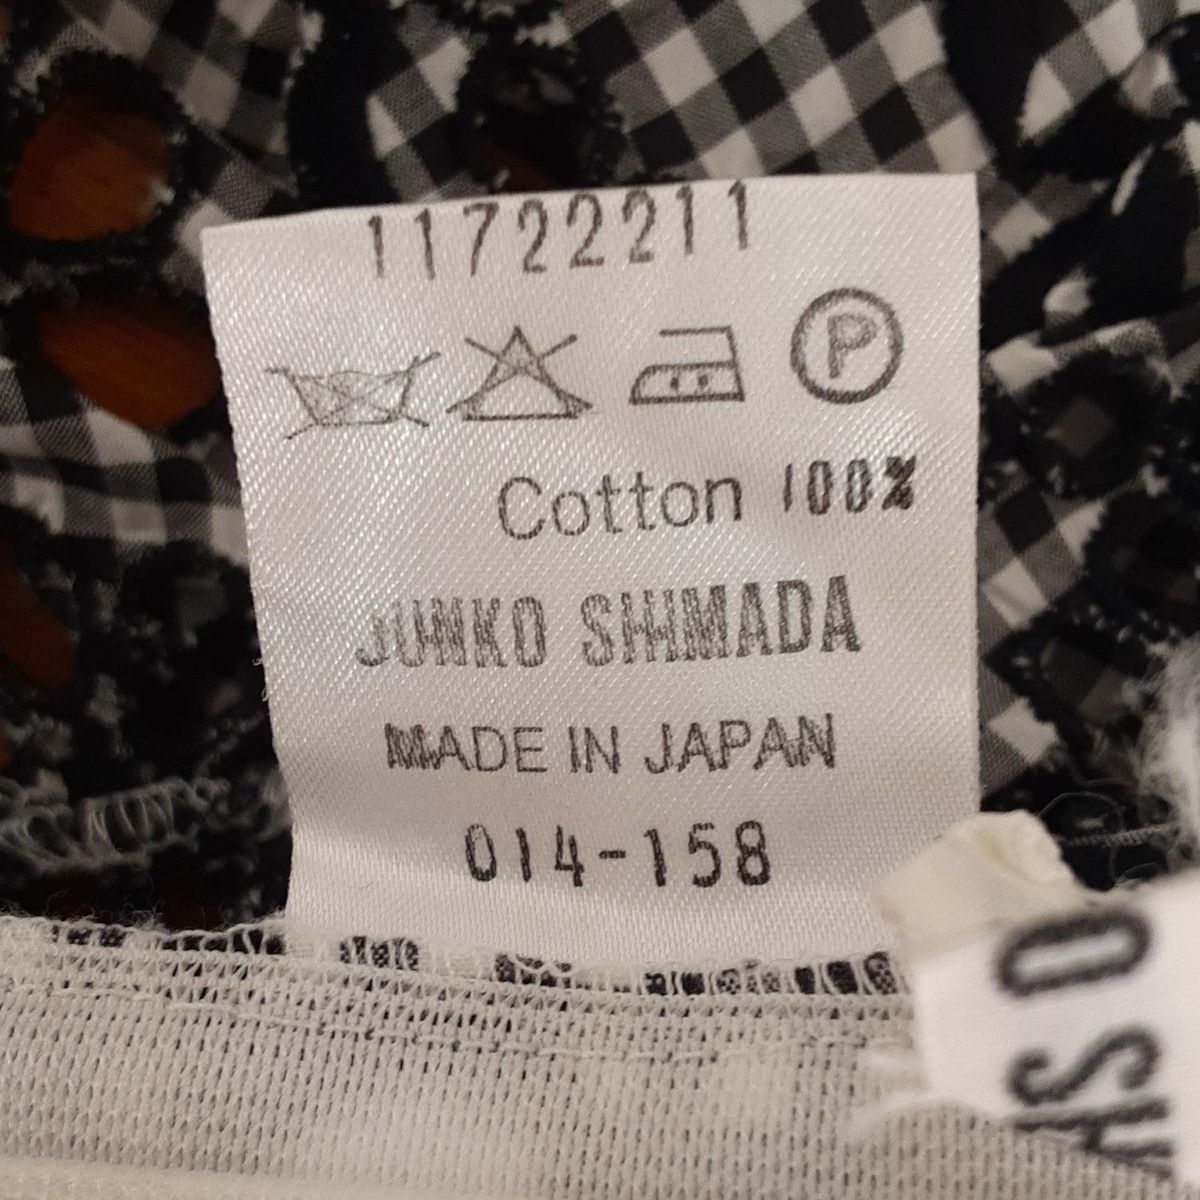 11722211
P
Cotton 100%
JUNKO SHIMADA
MADE IN JAPAN
014-158